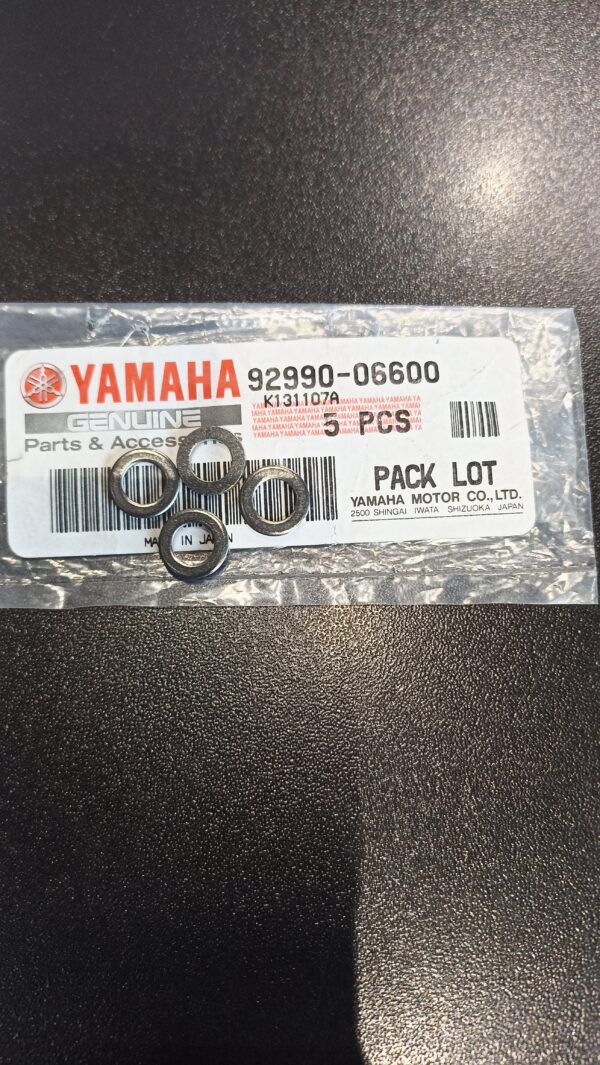 YAMAHA 92990-06600
K131107A
GENUINE
5 PCS
Parts & Access
PACK LOT
YAMAHA MOTOR CO., LTD.
2500 SHINGAI IWATA SHIZUOKA JAPAN
IN JAPAN